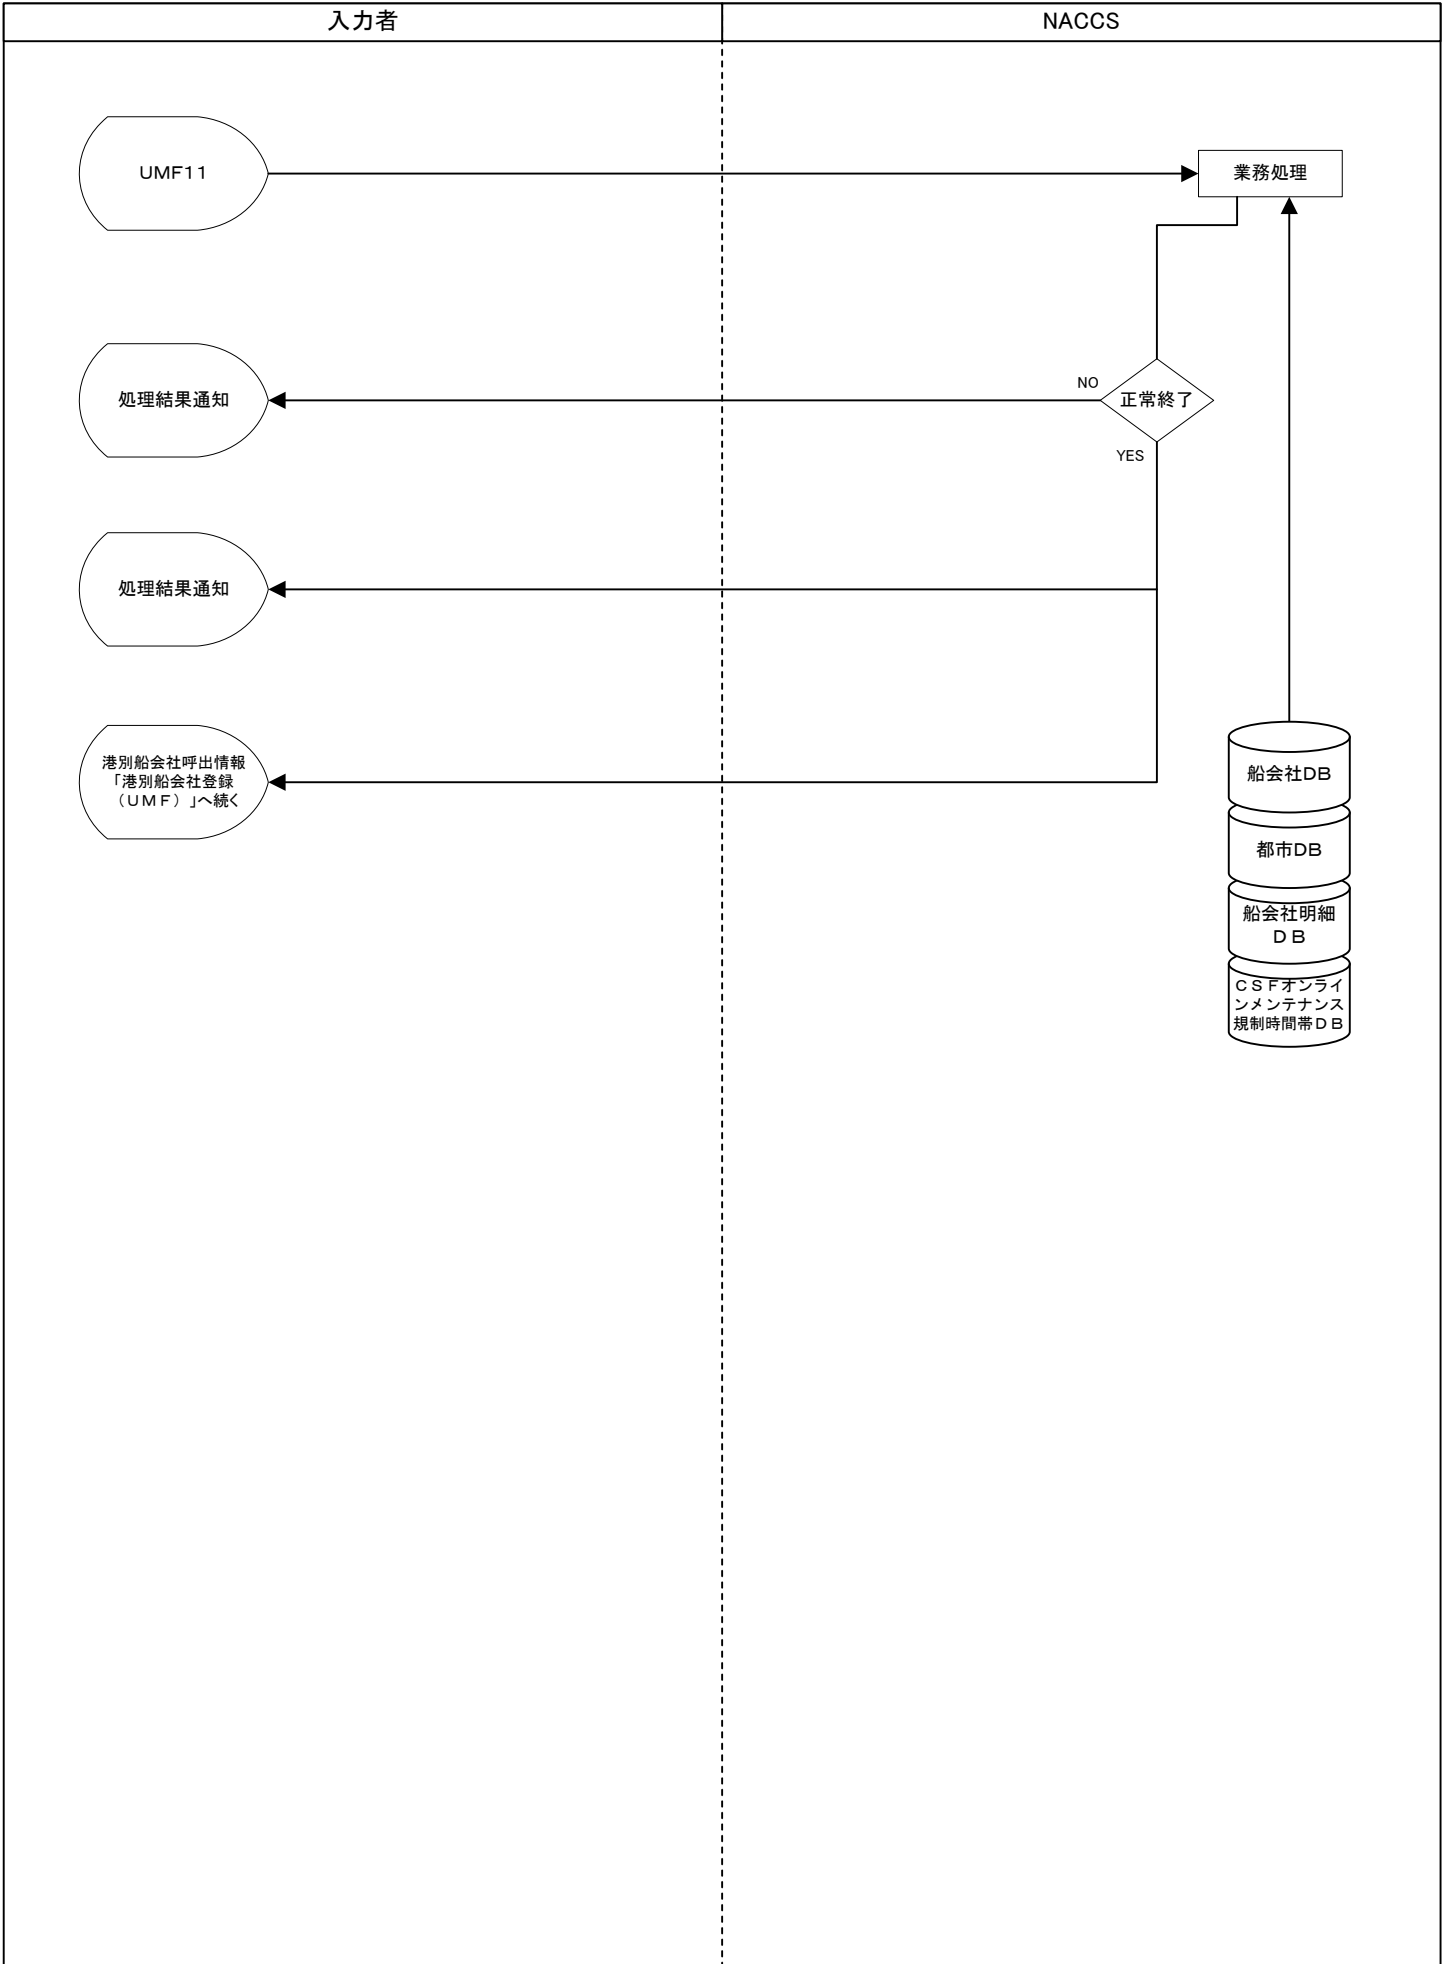 入力者
NACCS
UMF11
業務処理
処理結果通知
NO
正常終了
YES
処理結果通知
港別船会社呼出情報
「港別船会社登録
（ＵＭＦ）」へ続く
船会社DB
都市DB
船会社明細
ＤＢ
ＣＳＦオンライ
ンメンテナンス
規制時間帯ＤＢ